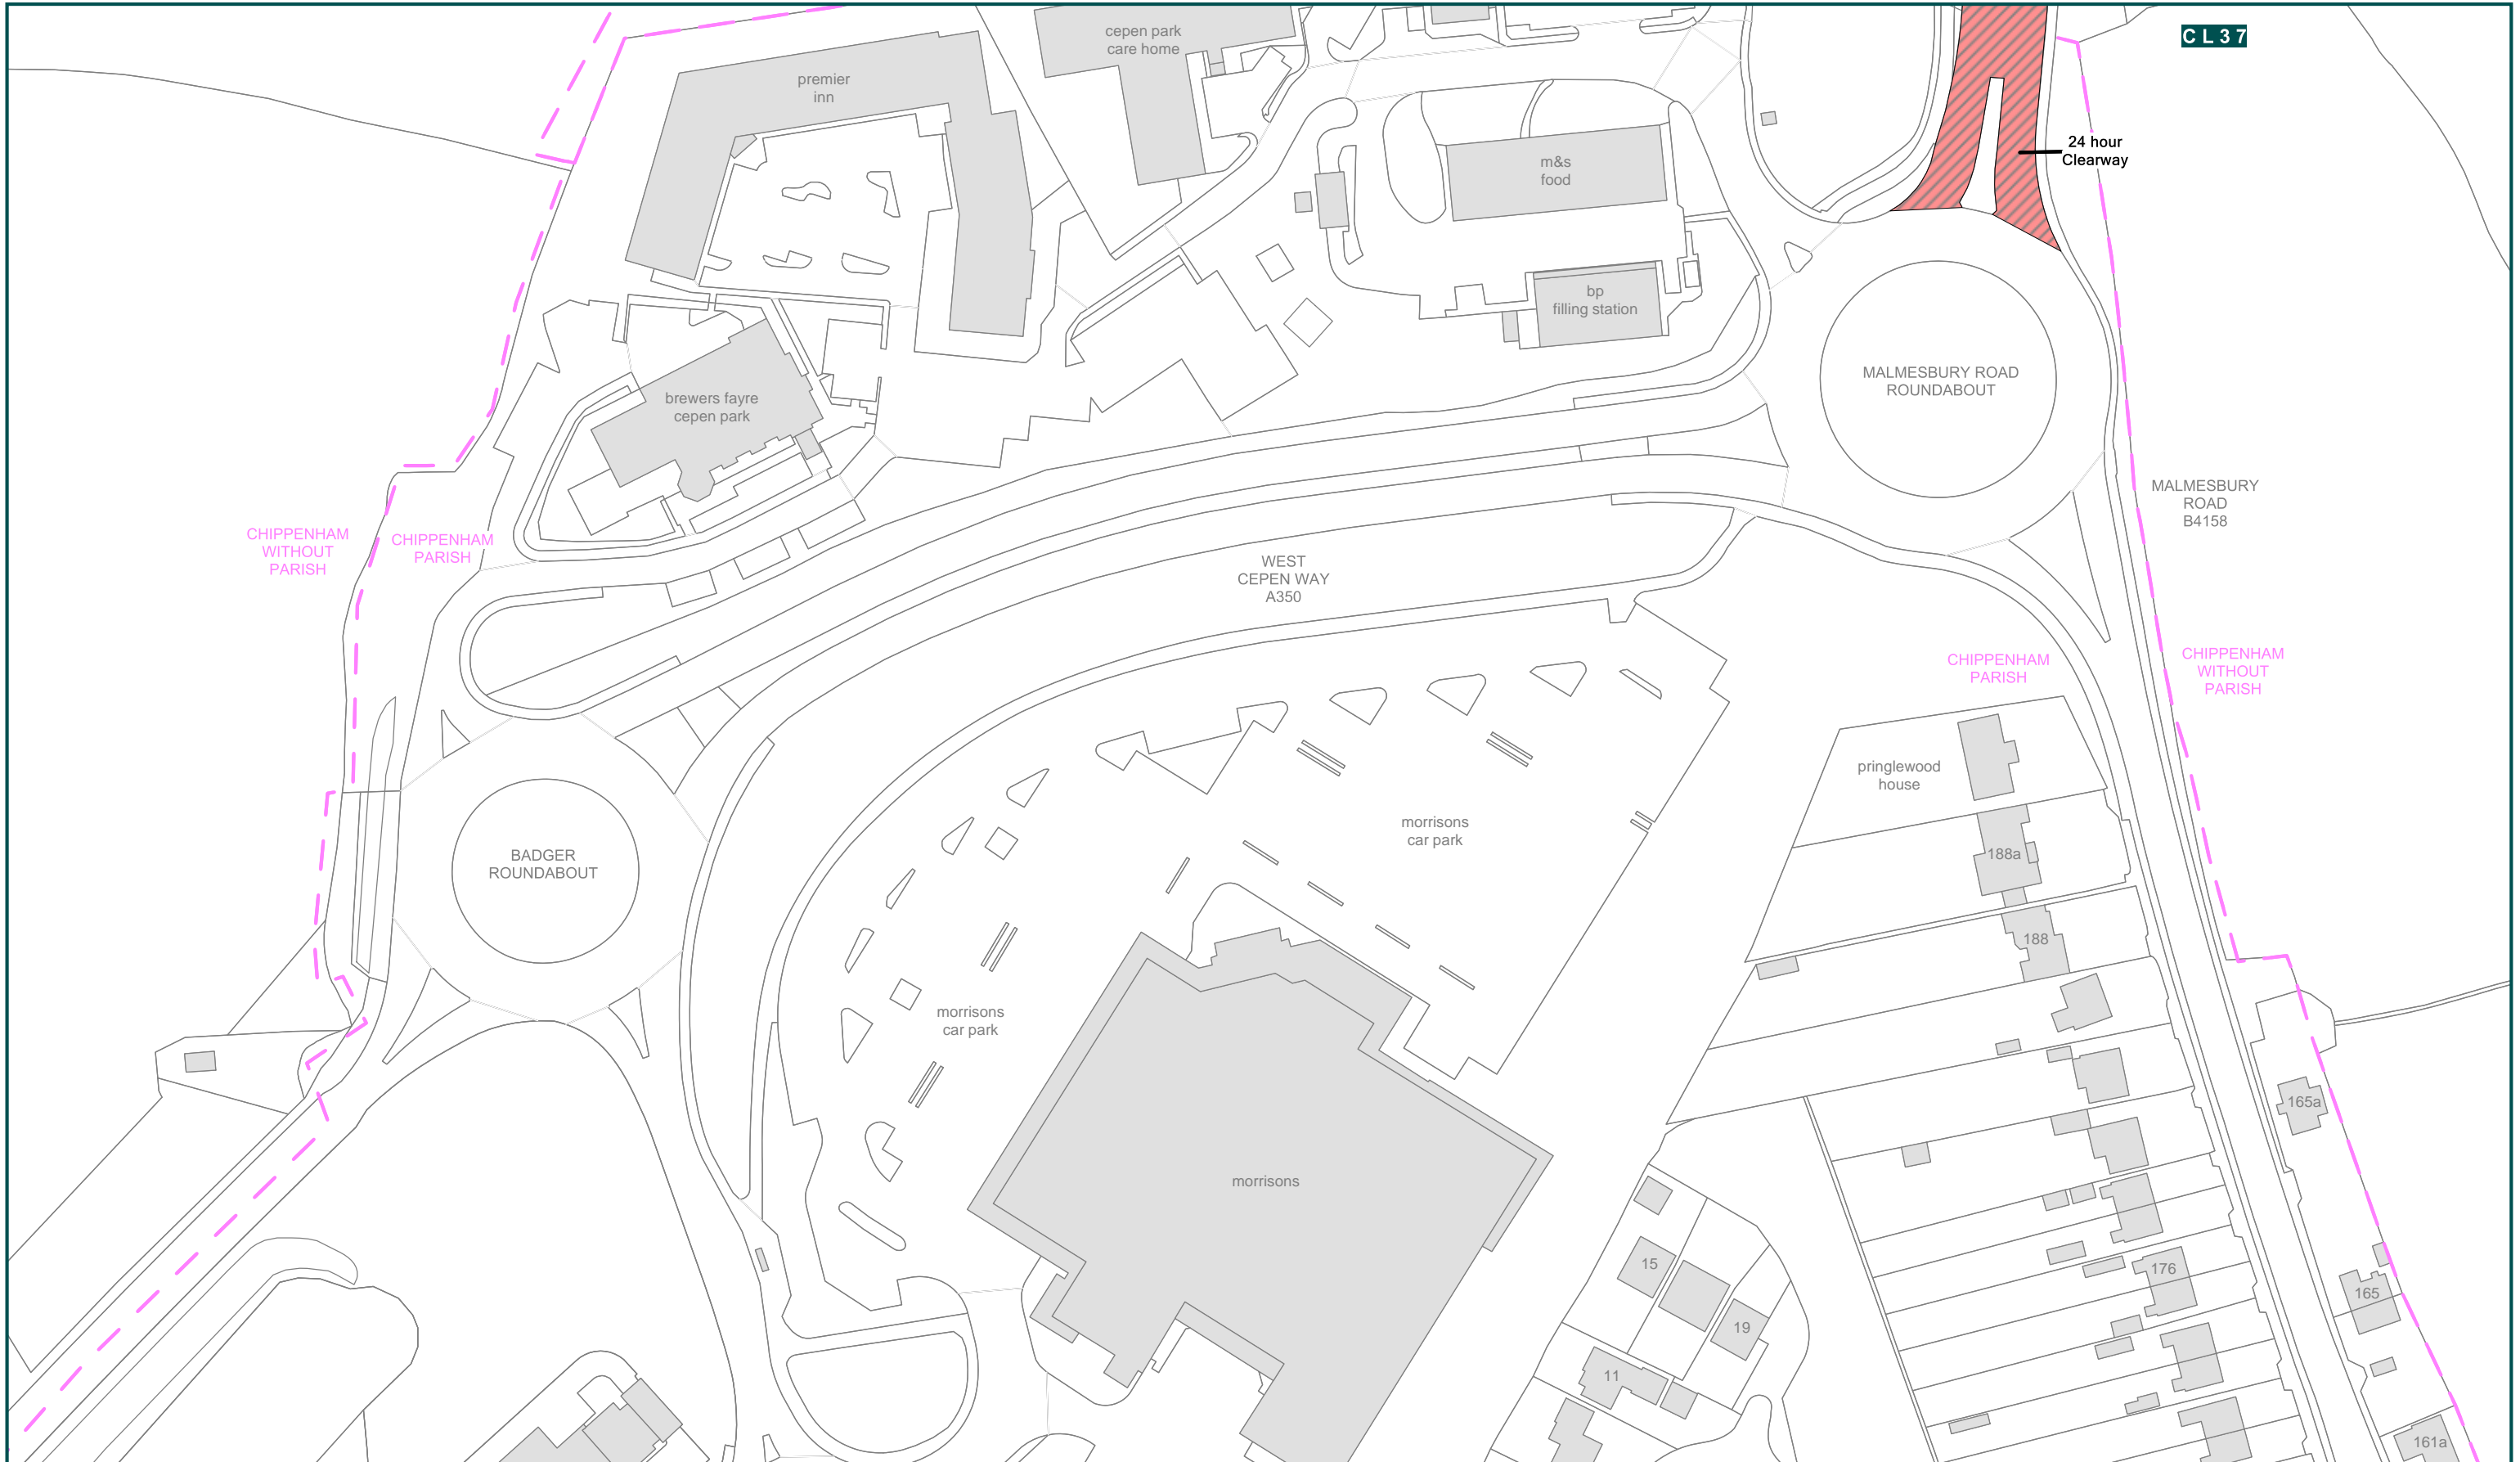 cepen park
care home
CL37
premier
inn
24 hour
Clearway
m&s
food
bp
filling station
MALMESBURY ROAD
ROUNDABOUT
brewers fayre
cepen park
MALMESBURY
ROAD
B4158
CHIPPENHAM
WITHOUT
PARISH
CHIPPENHAM
PARISH
WEST
CEPEN WAY
A350
CHIPPENHAM
PARISH
CHIPPENHAM
WITHOUT
PARISH
pringlewood
house
morrisons
car park
BADGER
ROUNDABOUT
188a
188
morrisons
car park
165a
morrisons
15
176
165
19
11
161a